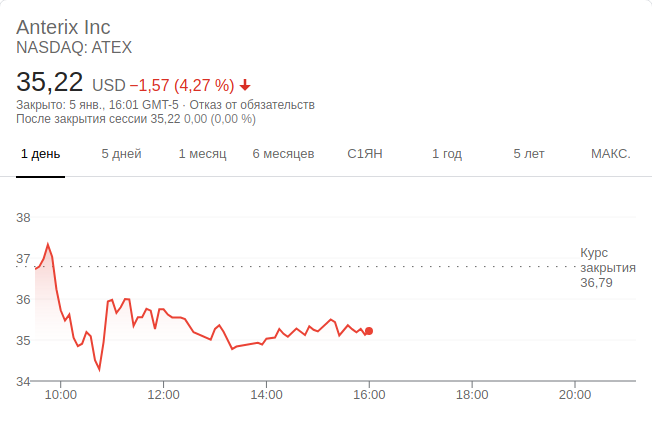 Anterix Inc
NASDAQ: ATEX
35,22 USD −1,57 (4,27 %)
Закрыто: 5 янв., 16:01 GMT-5 · Отказ от обязательств
После закрытия сессии 35,22 0,00 (0,00 %)
1 день 5 дней 1 месяц 6 месяцев С1ЯН 1 год 5 лет МАКС.
38
37
36
35
34
Курс
закрытия
36,79
10:00 12:00 14:00 16:00 18:00 20:00